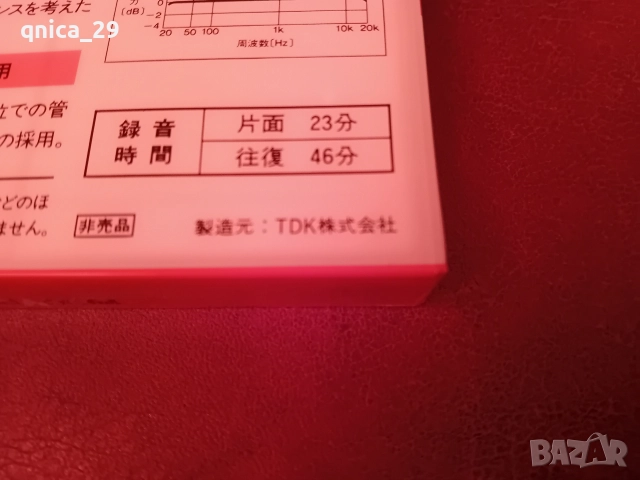 ンスを考えた
qnica_29
0
(dB)
-2
-4
20 50 100 1k 10k 20k
周波数[Hz]
用
位での管
の採用。
録音時間
片面 23分
往復 46分
などのほ
ません。
非売品
製造元：TDK株式会社
BAZAR